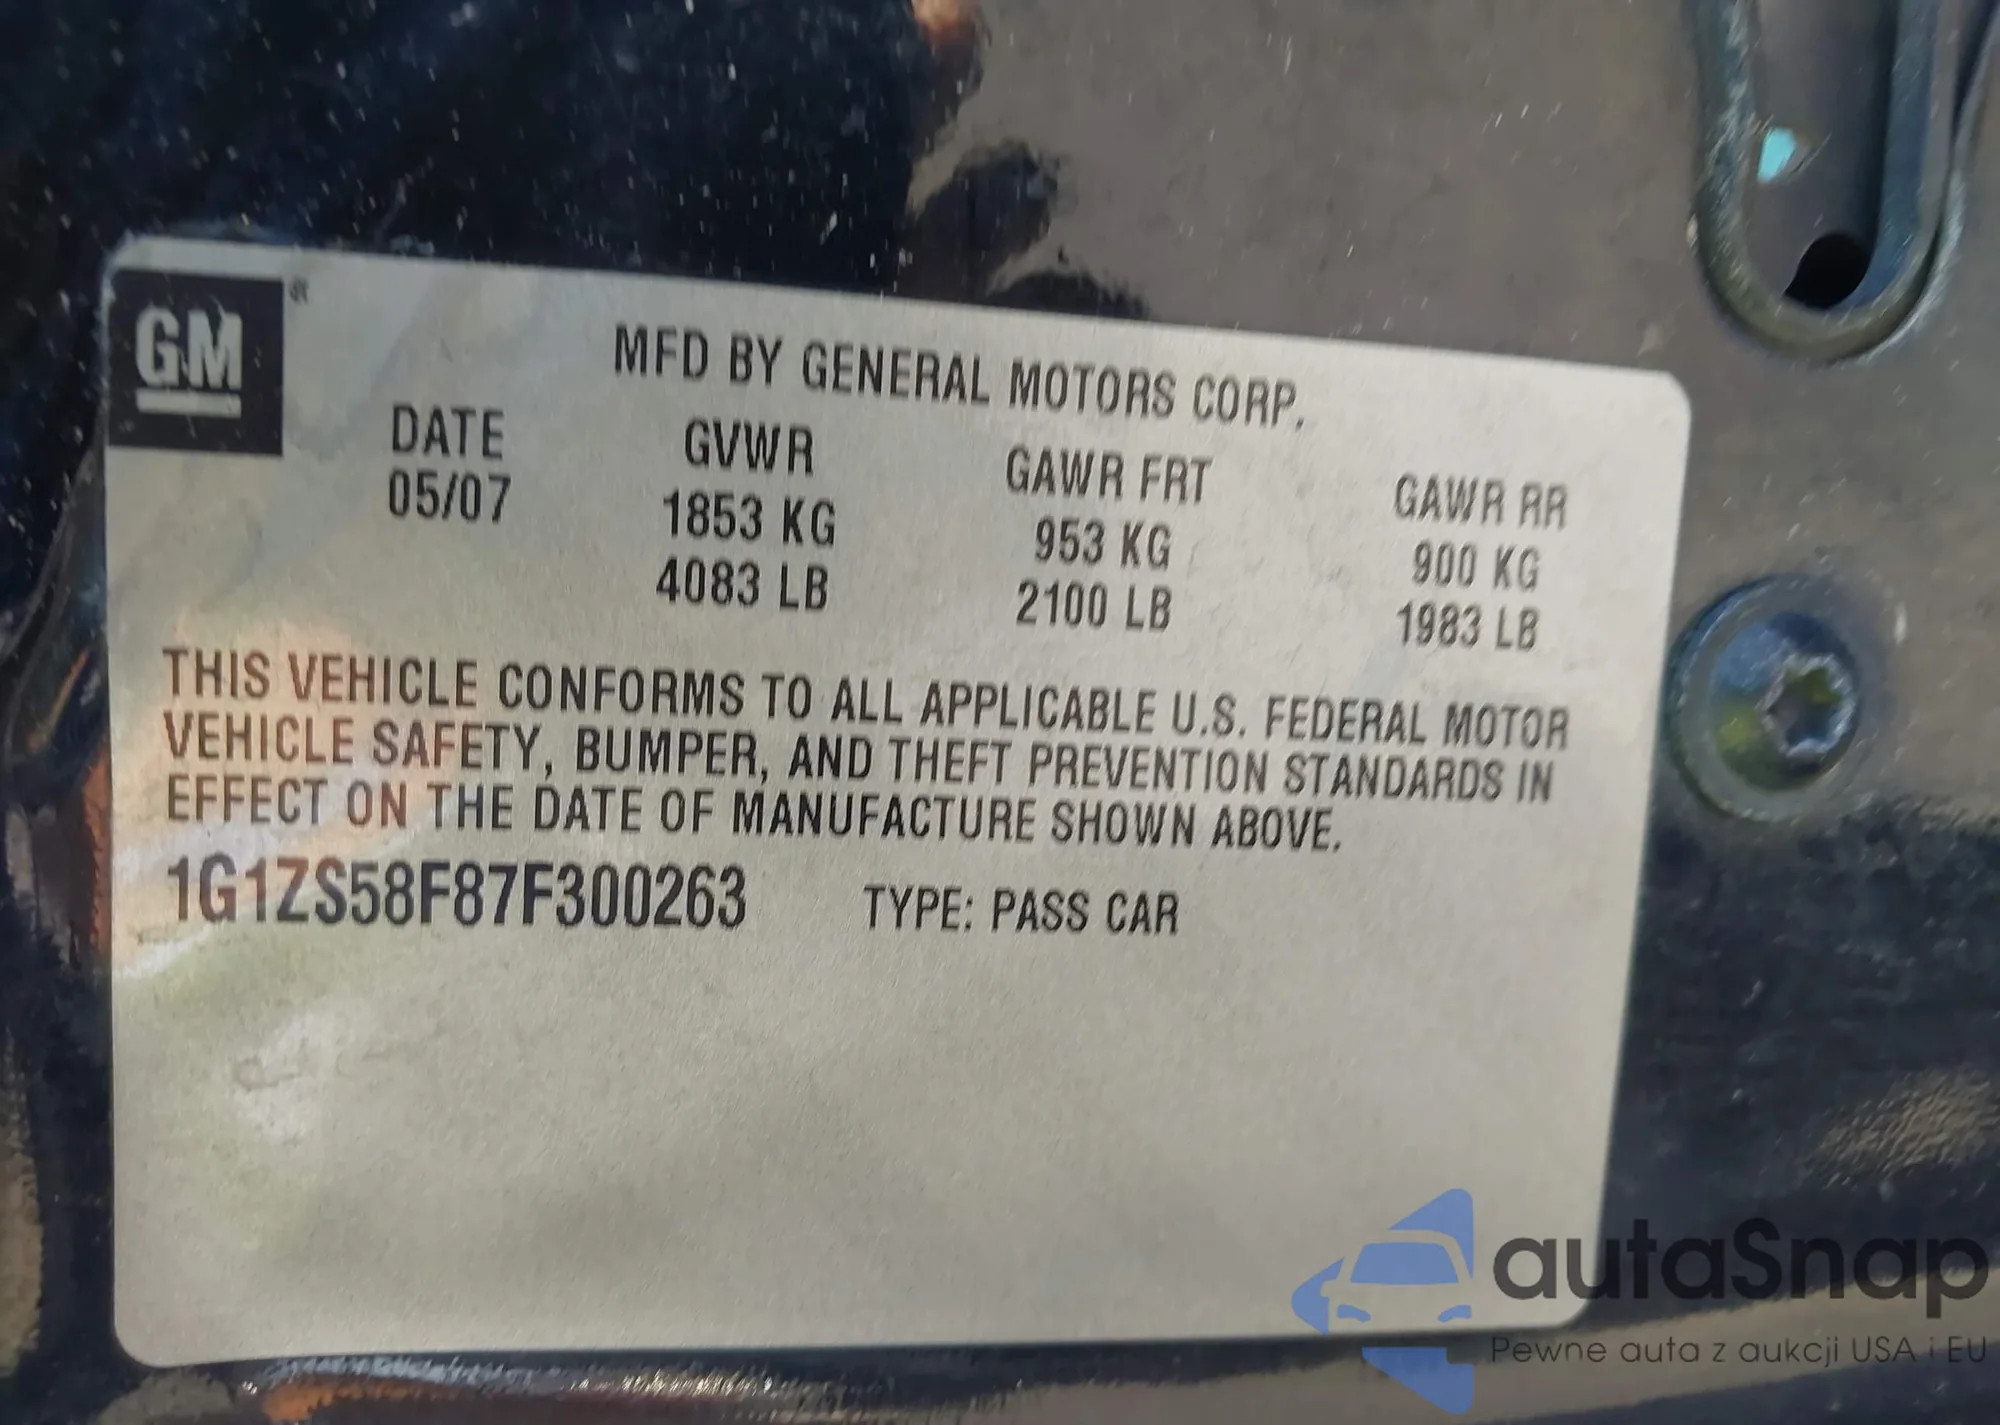 GM
MFD BY GENERAL MOTORS CORP.
DATE GVWR GAWR FRT GAWR RR
05/07 1853 KG 953 KG 900 KG
4083 LB 2100 LB 1983 LB
THIS VEHICLE CONFORMS TO ALL APPLICABLE U.S. FEDERAL MOTOR
VEHICLE SAFETY, BUMPER, AND THEFT PREVENTION STANDARDS IN
EFFECT ON THE DATE OF MANUFACTURE SHOWN ABOVE.
1G1ZS58F87F300263 TYPE: PASS CAR
autaSnap
Pewne auta z aukcji USA i EU